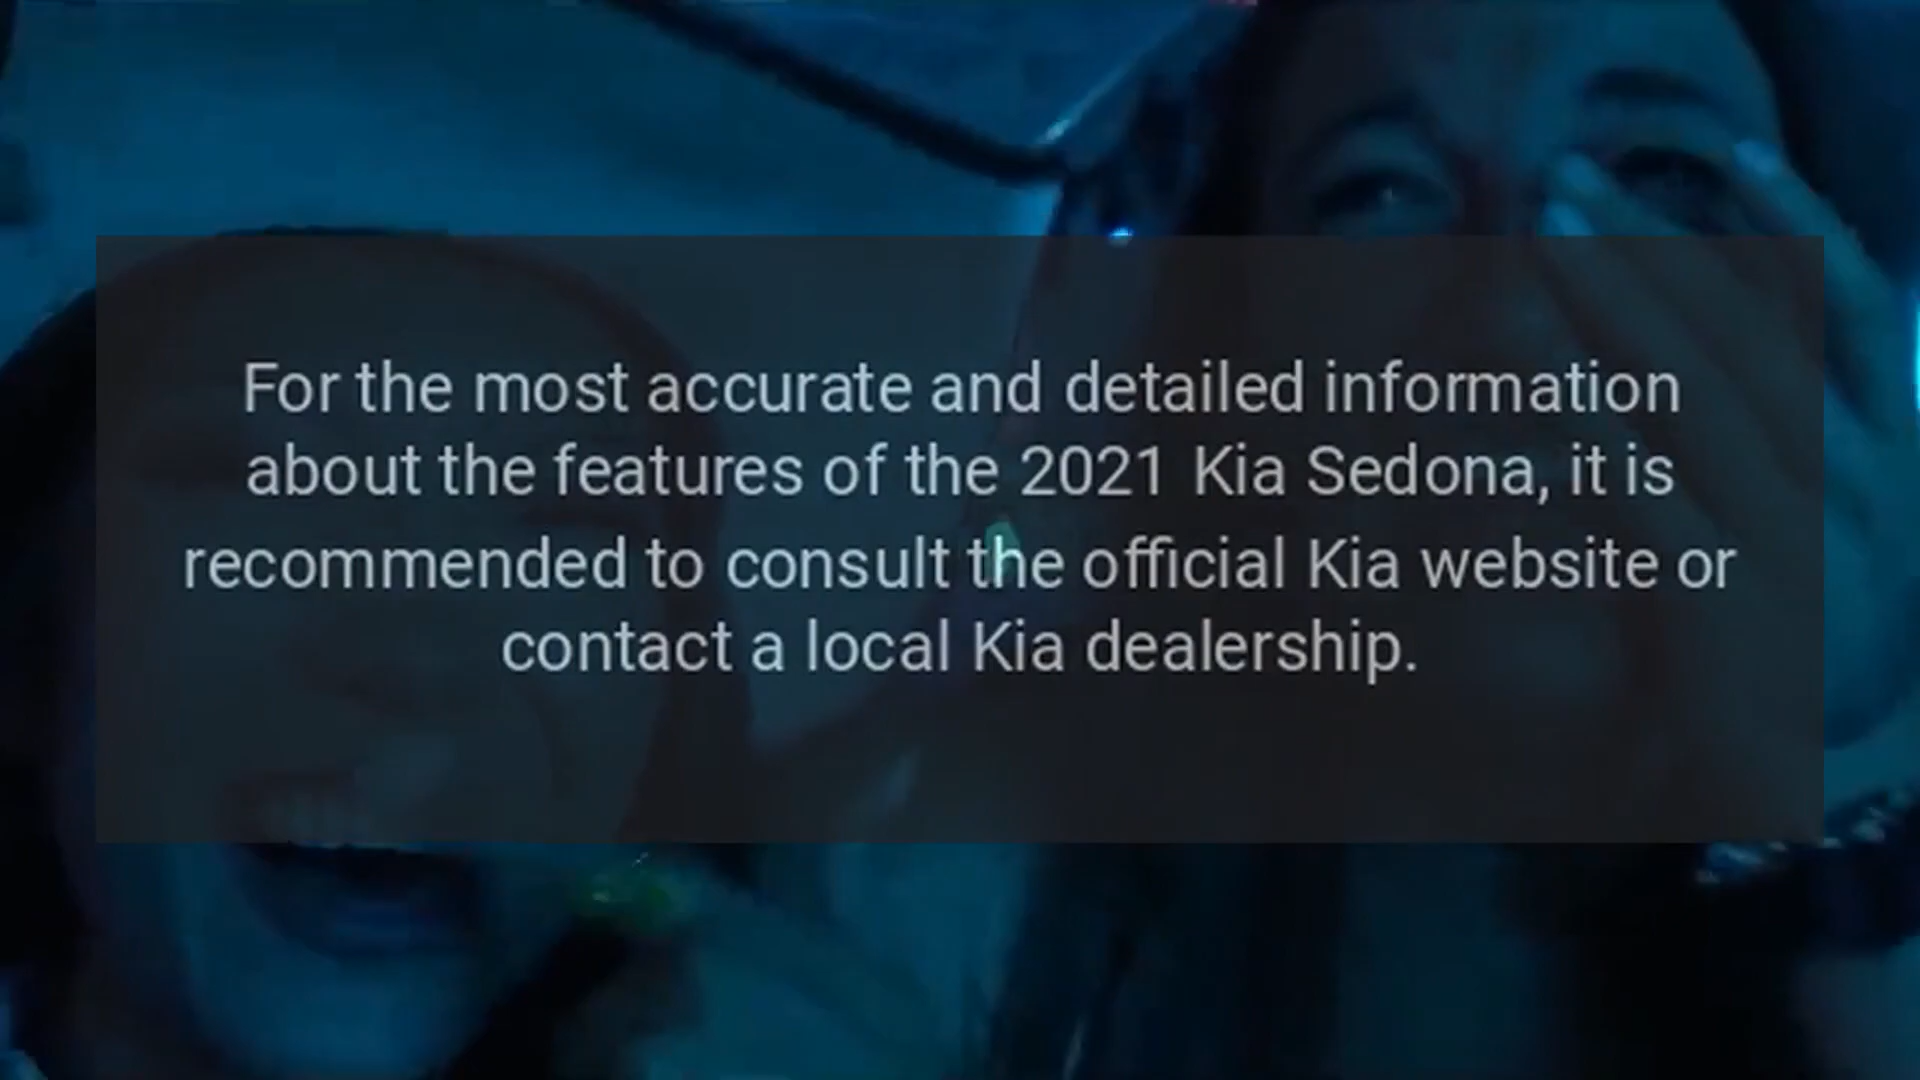 For the most accurate and detailed information
about the features of the 2021 Kia Sedona, it is
recommended to consult the official Kia website or
contact a local Kia dealership.